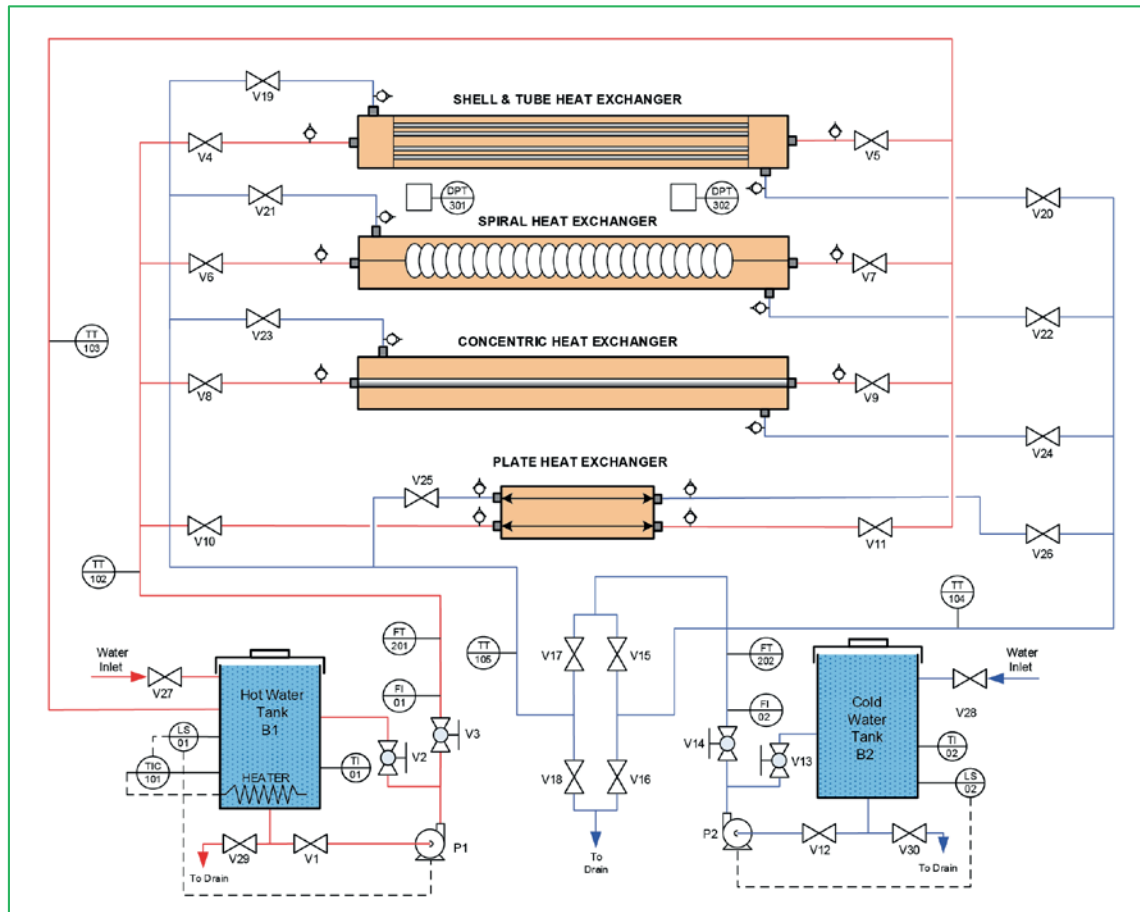 V19
SHELL & TUBE HEAT EXCHANGER
V4
V5
DPT
301
DPT
302
V21
V20
SPIRAL HEAT EXCHANGER
V6
V7
V23
V22
TT
103
CONCENTRIC HEAT EXCHANGER
V8
V9
V24
PLATE HEAT EXCHANGER
V25
V10
V11
V26
TT
102
TT
104
FT
201
TT
105
V17
V15
FT
202
Water
Inlet
V27
Water
Inlet
V28
Hot Water
Tank
B1
Cold
Water
Tank
B2
FI
01
FI
02
LS
01
V2
V3
V14
V13
TI
02
TIC
101
HEATER
TI
01
V18
V16
LS
02
V29
V1
P1
P2
V12
V30
To Drain
To
Drain
To Drain